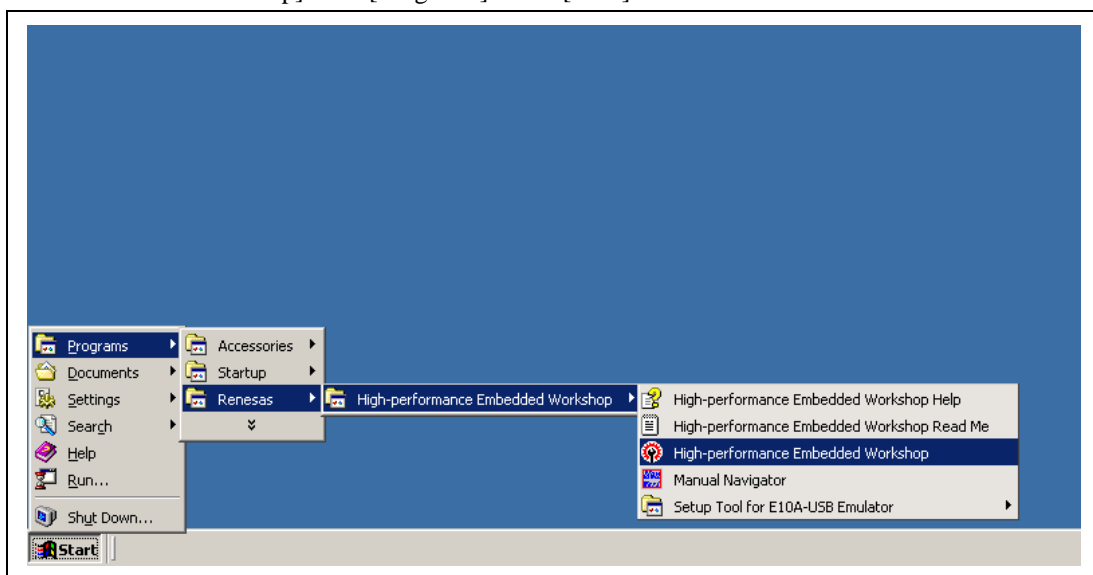 Programs
Documents
Settings
Search
Help
Run...
Shut Down...
Start
Accessories
Startup
Renesas
High-performance Embedded Workshop
High-performance Embedded Workshop Help
High-performance Embedded Workshop Read Me
High-performance Embedded Workshop
Manual Navigator
Setup Tool for E10A-USB Emulator